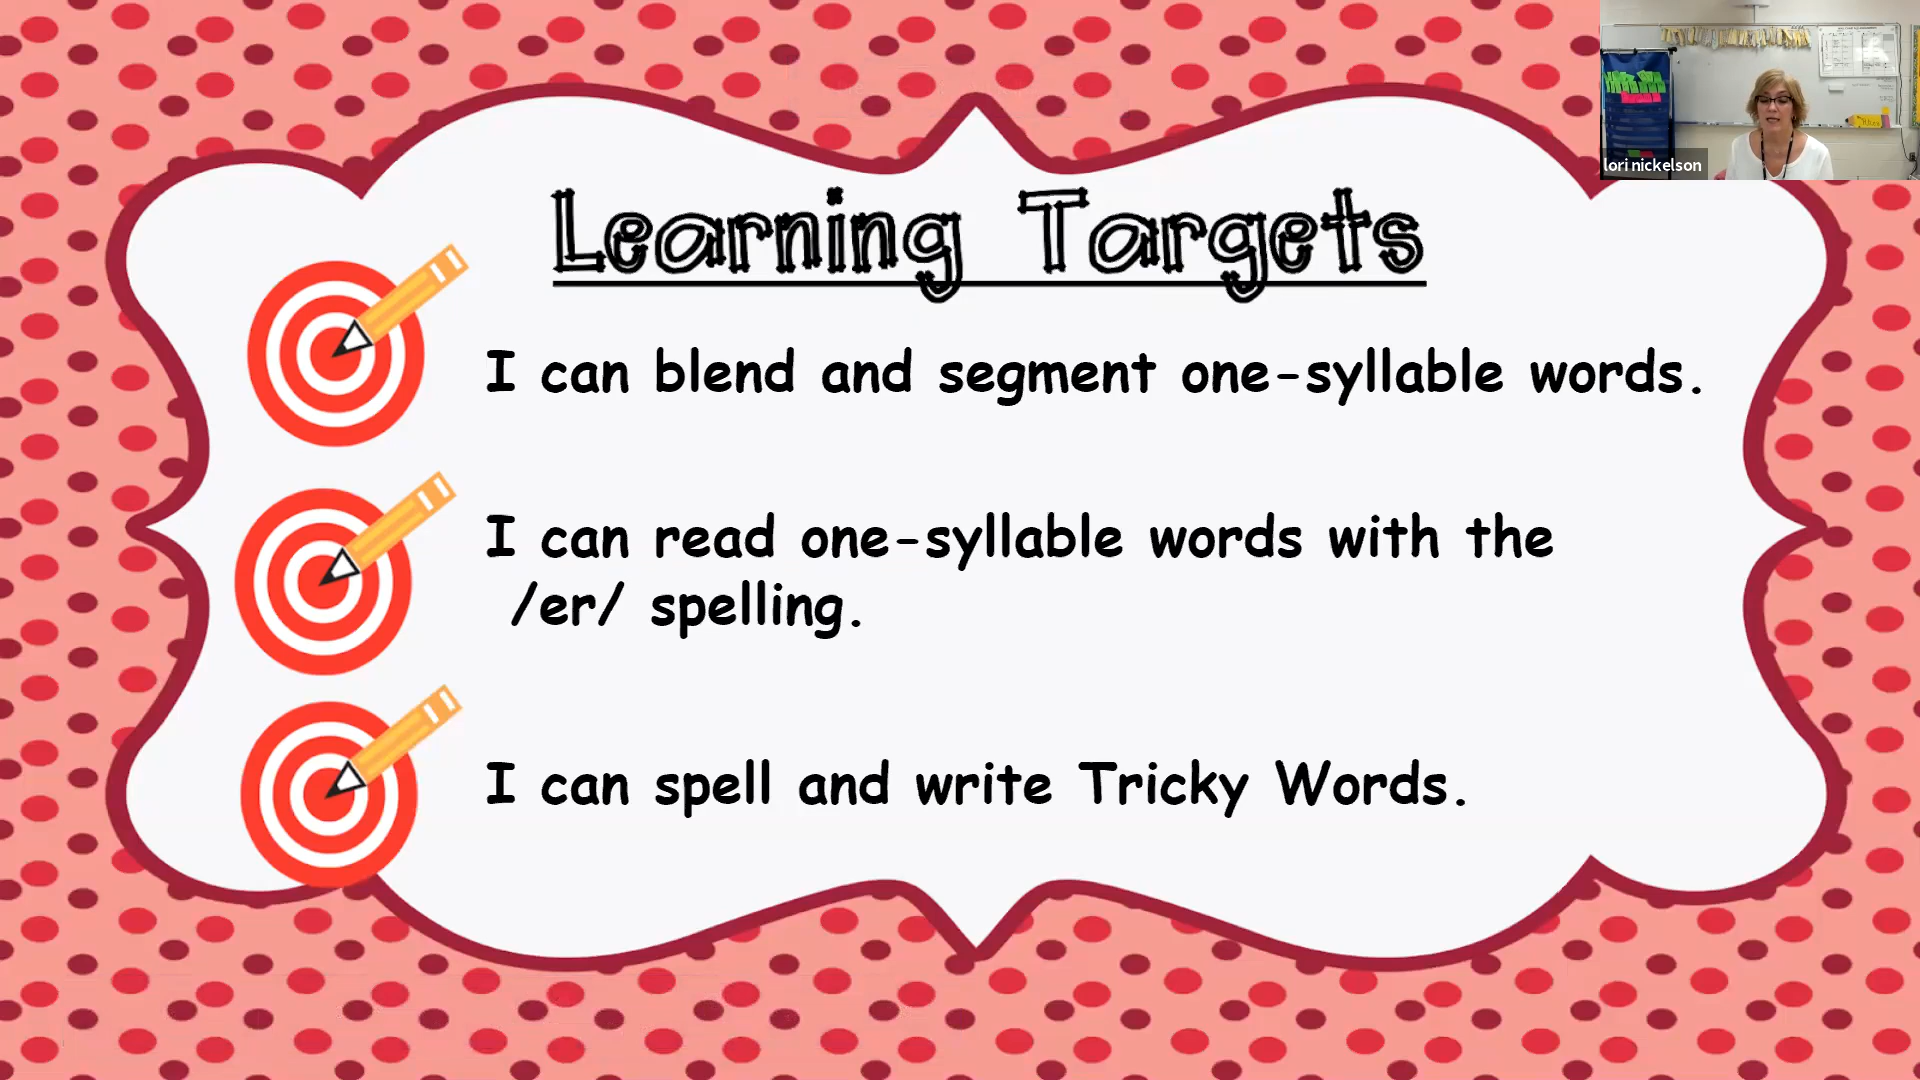 lori nickelson
Learning Targets
I can blend and segment one-syllable words.
I can read one-syllable words with the
/er/ spelling.
I can spell and write Tricky Words.